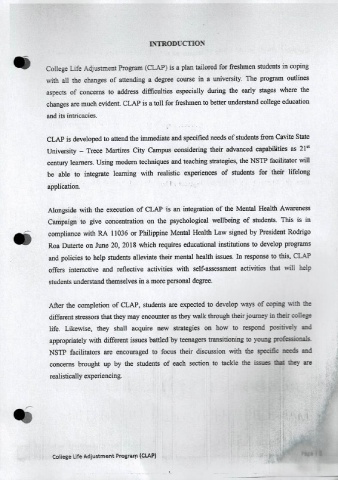 INTRODUCTION
College Life Adjustment Program (CLAP) is a plan tailored for freshmen students in coping
with all the changes of attending a degree course in a university. The program outlines
aspects of concerns to address difficulties especially during the early stages where the
changes are much evident. CLAP is a toll for freshmen to better understand college education
and its intricacies.
CLAP is developed to attend the immediate and specified needs of students from Cavite State
University – Trece Martires City Campus considering their advanced capabilities as 21st
century learners. Using modern techniques and teaching strategies, the NSTP facilitator will
be able to integrate learning with realistic experiences of students for their lifelong
application.
Alongside with the execution of CLAP is an integration of the Mental Health Awareness
Campaign to give concentration on the psychological wellbeing of students. This is in
compliance with RA 11036 or Philippine Mental Health Law signed by President Rodrigo
Roa Duterte on June 20, 2018 which requires educational institutions to develop programs
and policies to help students alleviate their mental health issues. In response to this, CLAP
offers interactive and reflective activities with self-assessment activities that will help
students understand themselves in a more personal degree.
After the completion of CLAP, students are expected to develop ways of coping with the
different stressors that they may encounter as they walk through their journey in their college
life. Likewise, they shall acquire new strategies on how to respond positively and
appropriately with different issues battled by teenagers transitioning to young professionals.
NSTP facilitators are encouraged to focus their discussion with the specific needs and
concerns brought up by the students of each section to tackle the issues that they are
realistically experiencing.
College Life Adjustment Program (CLAP)